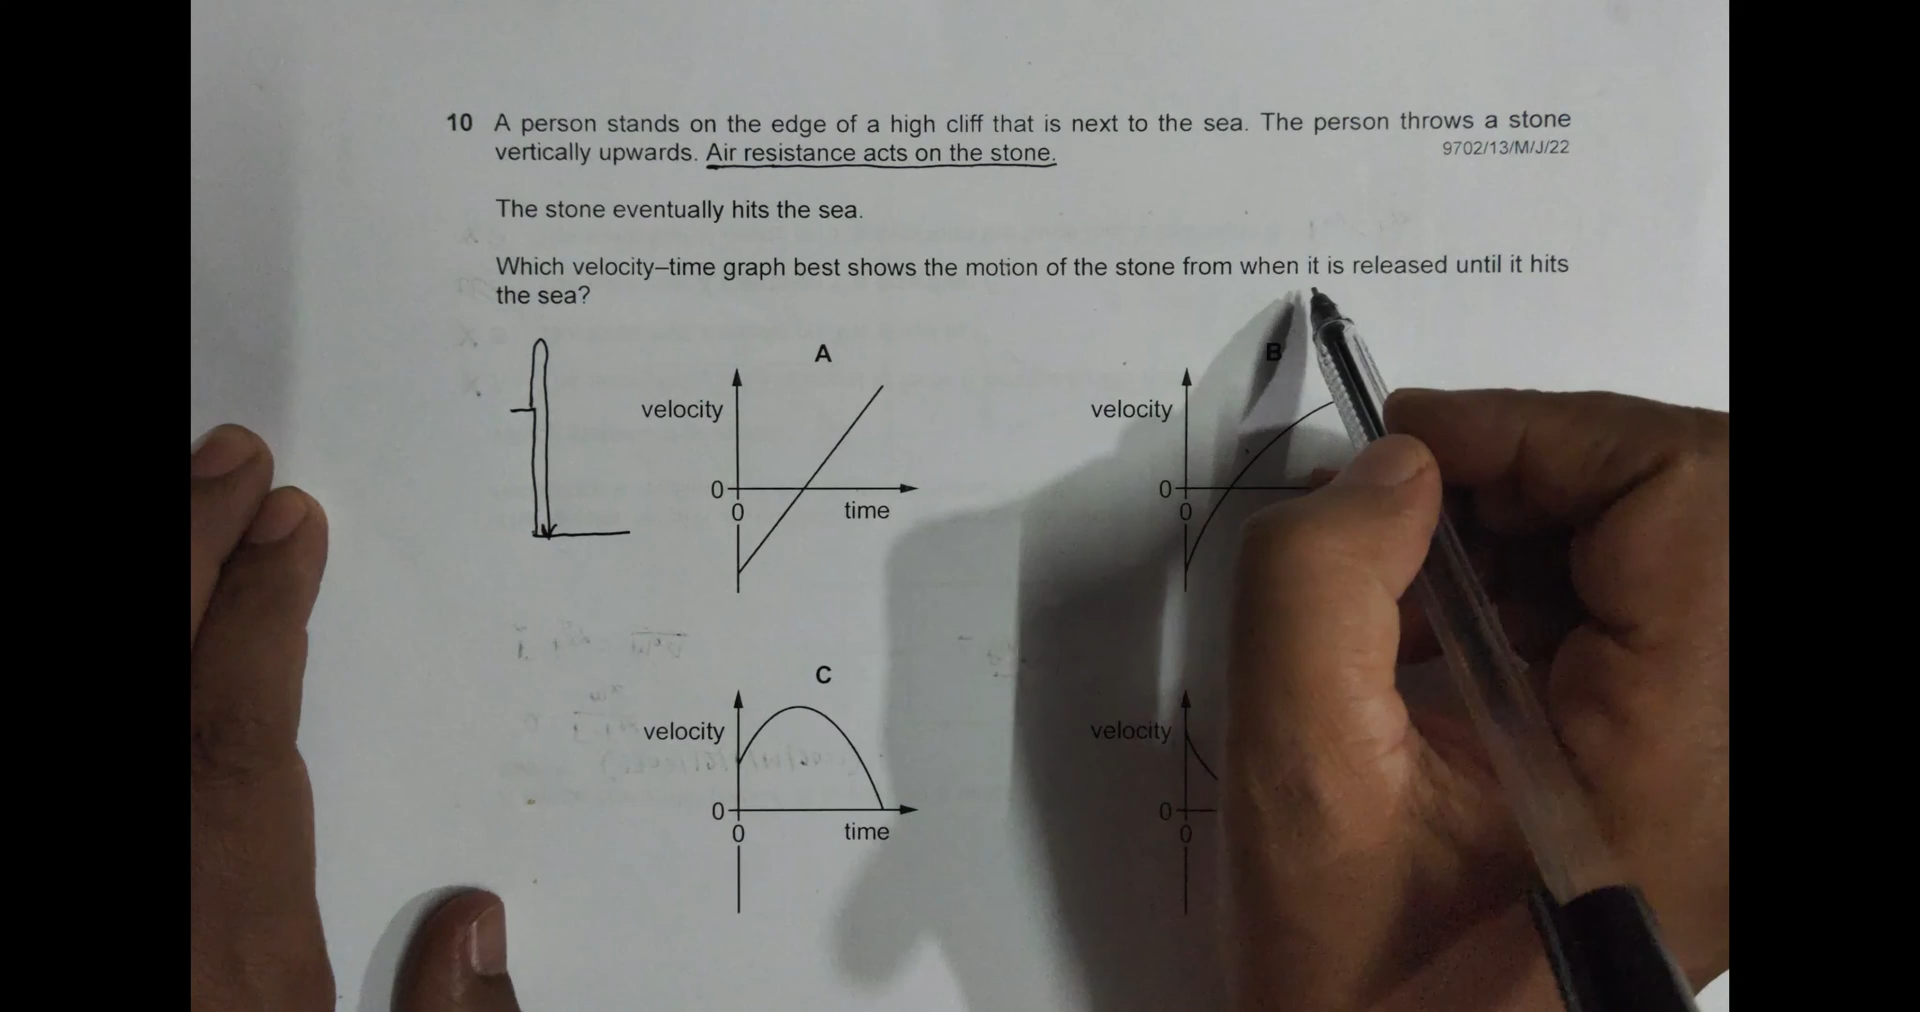 10 A person stands on the edge of a high cliff that is next to the sea. The person throws a stone
vertically upwards. Air resistance acts on the stone.
9702/13/M/J/22
The stone eventually hits the sea.
Which velocity–time graph best shows the motion of the stone from when it is released until it hits
the sea?
A
velocity
0
0
time
B
velocity
0
0
C
velocity
0
0
time
velocity
0
0